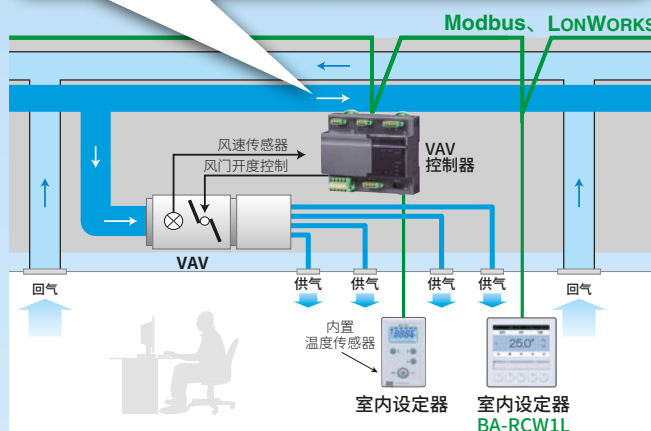 Modbus、LONWORKS
风速传感器
风门开度控制
VAV
控制器
VAV
回气
供气
供气
供气
供气
回气
内置
温度传感器
25.0°
室内设定器
室内设定器
BA-RCW1L